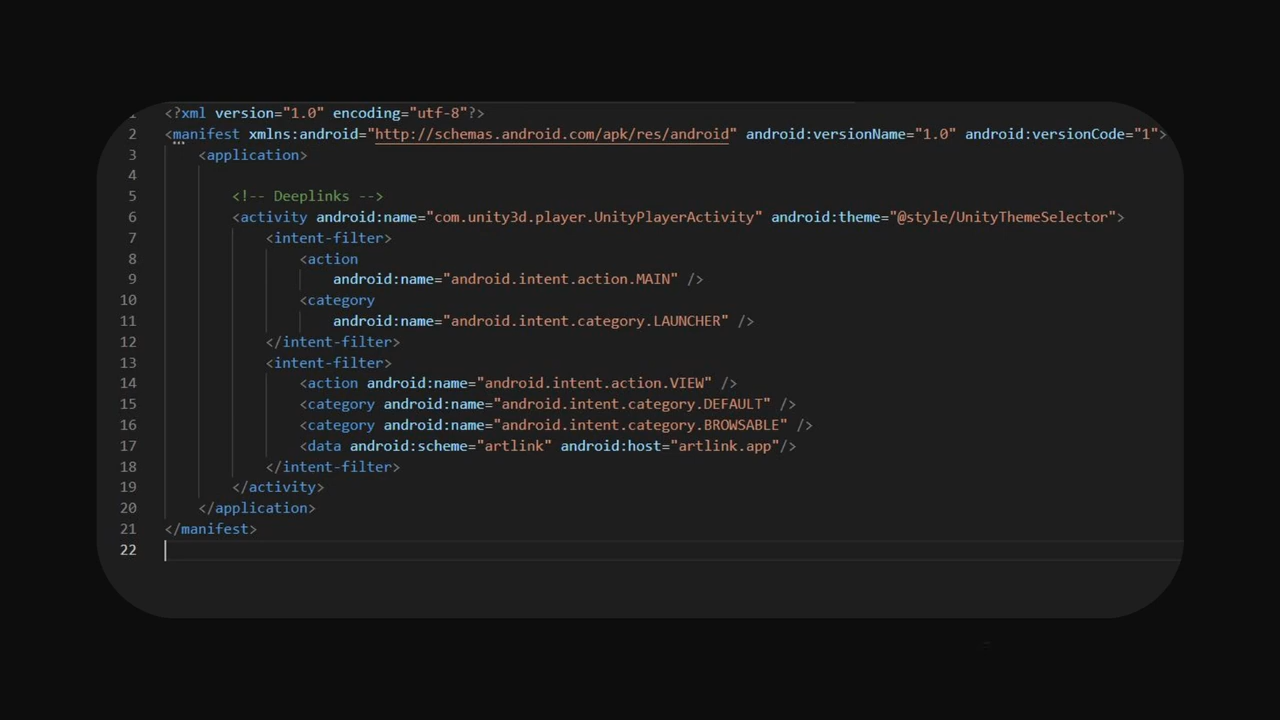 1 <?xml version="1.0" encoding="utf-8"?>
2 <manifest xmlns:android="http://schemas.android.com/apk/res/android" android:versionName="1.0" android:versionCode="1">
3 <application>
4
5 <!-- Deeplinks -->
6 <activity android:name="com.unity3d.player.UnityPlayerActivity" android:theme="@style/UnityThemeSelector">
7 <intent-filter>
8 <action
9 android:name="android.intent.action.MAIN" />
10 <category
11 android:name="android.intent.category.LAUNCHER" />
12 </intent-filter>
13 <intent-filter>
14 <action android:name="android.intent.action.VIEW" />
15 <category android:name="android.intent.category.DEFAULT" />
16 <category android:name="android.intent.category.BROWSABLE" />
17 <data android:scheme="artlink" android:host="artlink.app"/>
18 </intent-filter>
19 </activity>
20 </application>
21 </manifest>
22